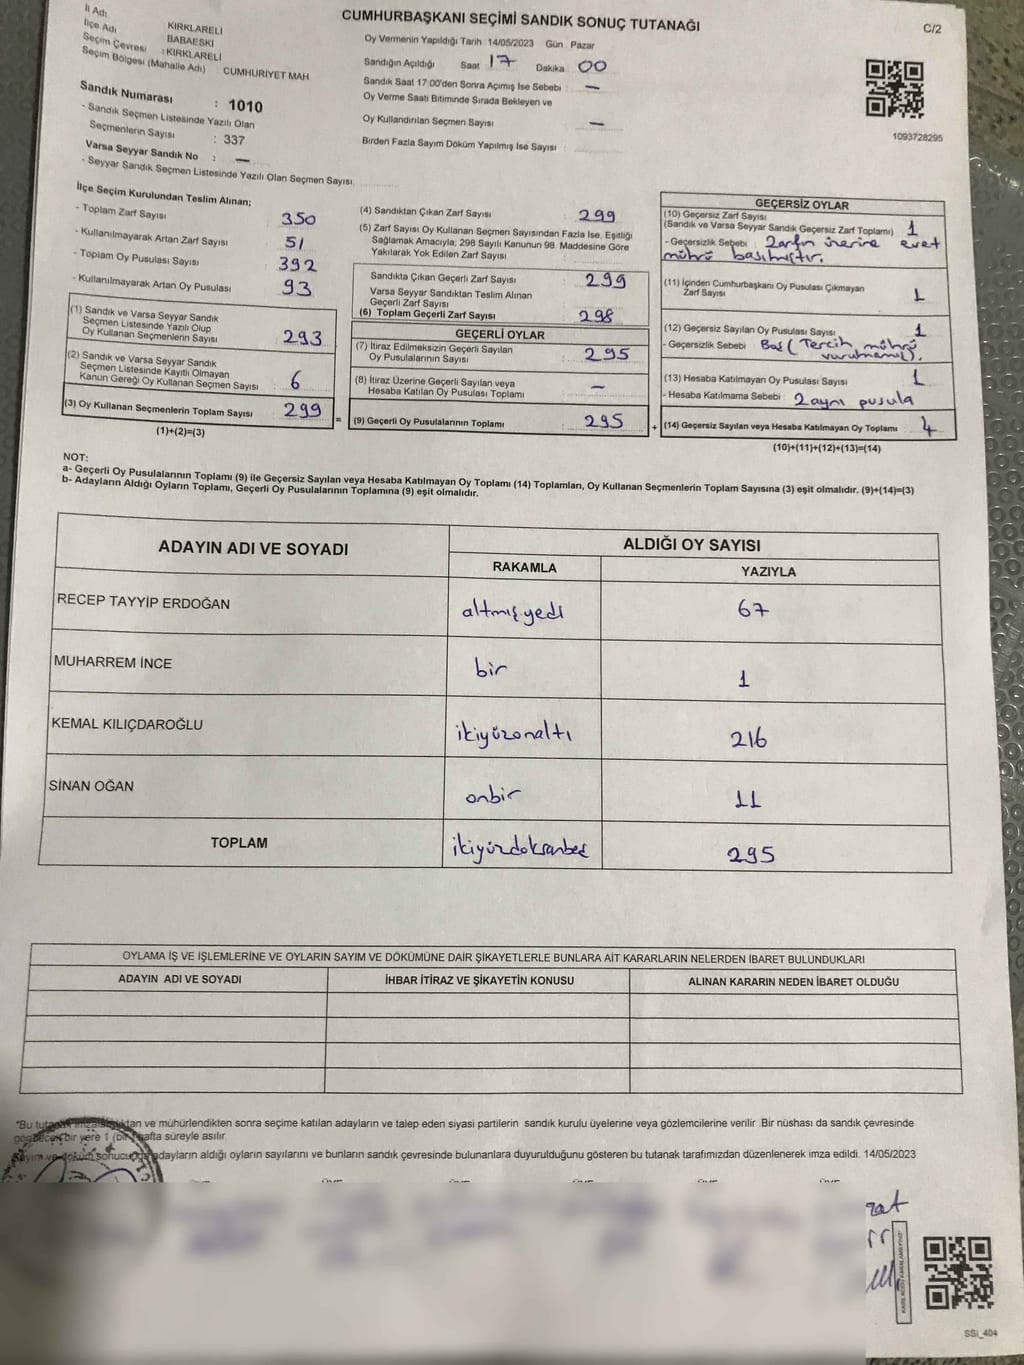 CUMHURBAŞKANI SEÇİMİ SANDIK SONUÇ TUTANAĞI
C/2
İl Adı KIRKLARELİ
İlçe Adı BABAESKİ
Seçim Çevresi : KIRKLARELİ
Seçim Bölgesi (Mahalle Adı) CUMHURİYET MAH.
Sandık Numarası : 1010
- Sandık Seçmen Listesinde Yazılı Olan
Seçmenlerin Sayısı : 337
Varsa Seyyar Sandık No : —
- Seyyar Sandık Seçmen Listesinde Yazılı Olan Seçmen Sayısı
Oy Vermenin Yapıldığı Tarih 14/05/2023 Gün Pazar
Sandığın Açıldığı Saat 17 Dakika 00
Sandık Saat 17:00'den Sonra Açımış İse Sebebi : —
Oy Verme Saati Bitiminde Sırada Bekleyen ve
Oy Kullandırılan Seçmen Sayısı —
Birden Fazla Sayım Döküm Yapılmış İse Sayısı :
1093728295
İlçe Seçim Kurulundan Teslim Alınan;
- Toplam Zarf Sayısı : 350
- Kullanılmayarak Artan Zarf Sayısı : 51
- Toplam Oy Pusulası Sayısı : 392
- Kullanılmayarak Artan Oy Pusulası : 93
(1) Sandık ve Varsa Seyyar Sandık
Seçmen Listesinde Yazılı Olup
Oy Kullanan Seçmenlerin Sayısı : 293
(2) Sandık ve Varsa Seyyar Sandık
Seçmen Listesinde Kayıtlı Olmayan
Kanun Gereği Oy Kullanan Seçmen Sayısı : 6
(3) Oy Kullanan Seçmenlerin Toplam Sayısı : 299
(1)+(2)=(3)
(4) Sandıktan Çıkan Zarf Sayısı : 299
(5) Zarf Sayısı Oy Kullanan Seçmen Sayısından Fazla İse, Eşitliği
Sağlamak Amacıyla; 298 Sayılı Kanunun 98. Maddesine Göre
Yakılarak Yok Edilen Zarf Sayısı
Sandıkta Çıkan Geçerli Zarf Sayısı : 299
Varsa Seyyar Sandıktan Teslim Alınan
Geçerli Zarf Sayısı
(6) Toplam Geçerli Zarf Sayısı : 298
GEÇERLİ OYLAR
(7) İtiraz Edilmeksizin Geçerli Sayılan
Oy Pusulalarının Sayısı : 295
(8) İtiraz Üzerine Geçerli Sayılan veya
Hesaba Katılan Oy Pusulası Toplamı : —
= (9) Geçerli Oy Pusulalarının Toplamı : 295
GEÇERSİZ OYLAR
(10) Geçersiz Zarf Sayısı
(Sandık ve Varsa Seyyar Sandık Geçersiz Zarf Toplamı) : 1
- Geçersizlik Sebebi : Zarfın üzerine evet
mührü basılmıştır.
(11) İçinden Cumhurbaşkanı Oy Pusulası Çıkmayan
Zarf Sayısı 1
(12) Geçersiz Sayılan Oy Pusulası Sayısı : 1
- Geçersizlik Sebebi : Boş (Tercih mührü
vurulmamış).
(13) Hesaba Katılmayan Oy Pusulası Sayısı : 1
- Hesaba Katılmama Sebebi : 2 aynı pusula
+ (14) Geçersiz Sayılan veya Hesaba Katılmayan Oy Toplamı : 4
(10)+(11)+(12)+(13)=(14)
NOT:
a- Geçerli Oy Pusulalarının Toplamı (9) ile Geçersiz Sayılan veya Hesaba Katılmayan Oy Toplamı (14) Toplamları, Oy Kullanan Seçmenlerin Toplam Sayısına (3) eşit olmalıdır. (9)+(14)=(3)
b- Adayların Aldığı Oyların Toplamı, Geçerli Oy Pusulalarının Toplamına (9) eşit olmalıdır.
ADAYIN ADI VE SOYADI
ALDIĞI OY SAYISI
RAKAMLA YAZIYLA
RECEP TAYYİP ERDOĞAN altmışyedi 67
MUHARREM İNCE bir 1
KEMAL KILIÇDAROĞLU ikiyüzonaltı 216
SİNAN OĞAN onbir 11
TOPLAM ikiyüzdoksanbeş 295
OYLAMA İŞ VE İŞLEMLERİNE VE OYLARIN SAYIM VE DÖKÜMÜNE DAİR ŞİKAYETLERLE BUNLARA AİT KARARLARIN NELERDEN İBARET BULUNDUKLARI
ADAYIN ADI VE SOYADI İHBAR İTİRAZ VE ŞİKAYETİN KONUSU ALINAN KARARIN NEDEN İBARET OLDUĞU
*Bu tutanak imzalandıktan ve mühürlendikten sonra seçime katılan adayların ve talep eden siyasi partilerin sandık kurulu üyelerine veya gözlemcilerine verilir .Bir nüshası da sandık çevresinde
görülecek bir yere 1 (bir) hafta süreyle asılır.
Sayım ve döküm sonucunda adayların aldığı oyların sayılarını ve bunların sandık çevresinde bulunanlara duyurulduğunu gösteren bu tutanak tarafımızdan düzenlenerek imza edildi. 14/05/2023
SSİ_404